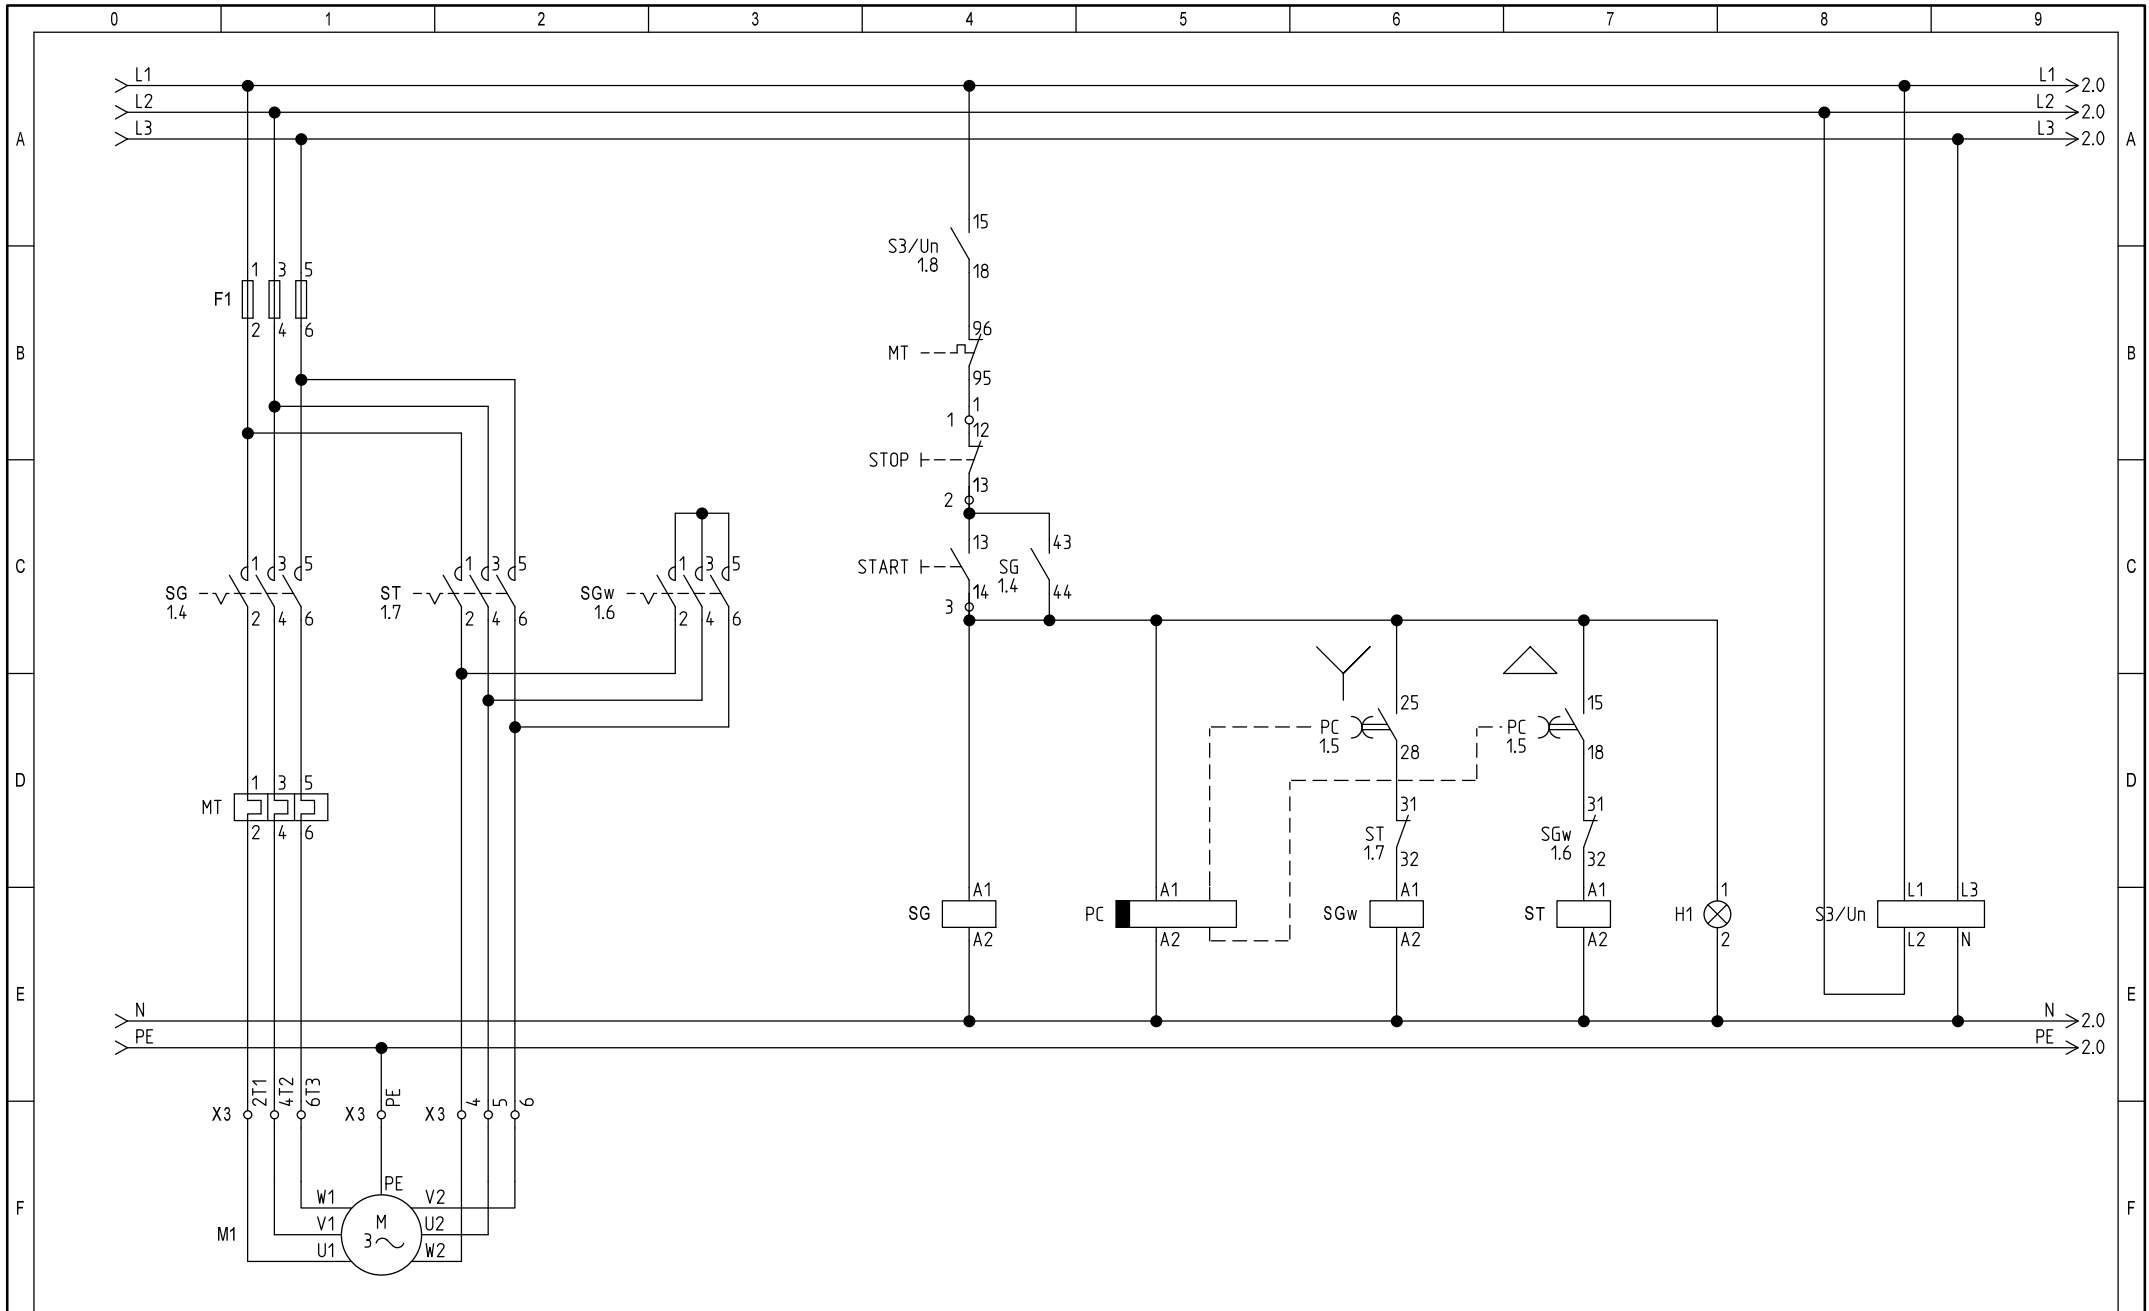 0 1 2 3 4 5 6 7 8 9
L1 L1 2.0
L2 L2 2.0
L3 L3 2.0
A A
15
S3/Un
1.8
18
1 3 5
F1
2 4 6
96
MT
95
B B
1
1
12
STOP
13
2
13 43
START SG
1.4
14 44
3
C C
1 3 5 1 3 5 1 3 5
SG ST SGw
1.4 1.7 1.6
2 4 6 2 4 6 2 4 6
25 15
PC PC
1.5 1.5
28 18
D D
1 3 5
MT
2 4 6
31 31
ST SGw
1.7 1.6
32 32
A1 A1 A1 A1 1 L1 L3
SG PC SGw ST H1 S3/Un
A2 A2 A2 A2 2 L2 N
E E
N N 2.0
PE PE 2.0
2T1 4T2 6T3 PE 4 5 6
X3 X3 X3
PE
W1 V2
F F
M1 V1 M U2
3
U1 W2